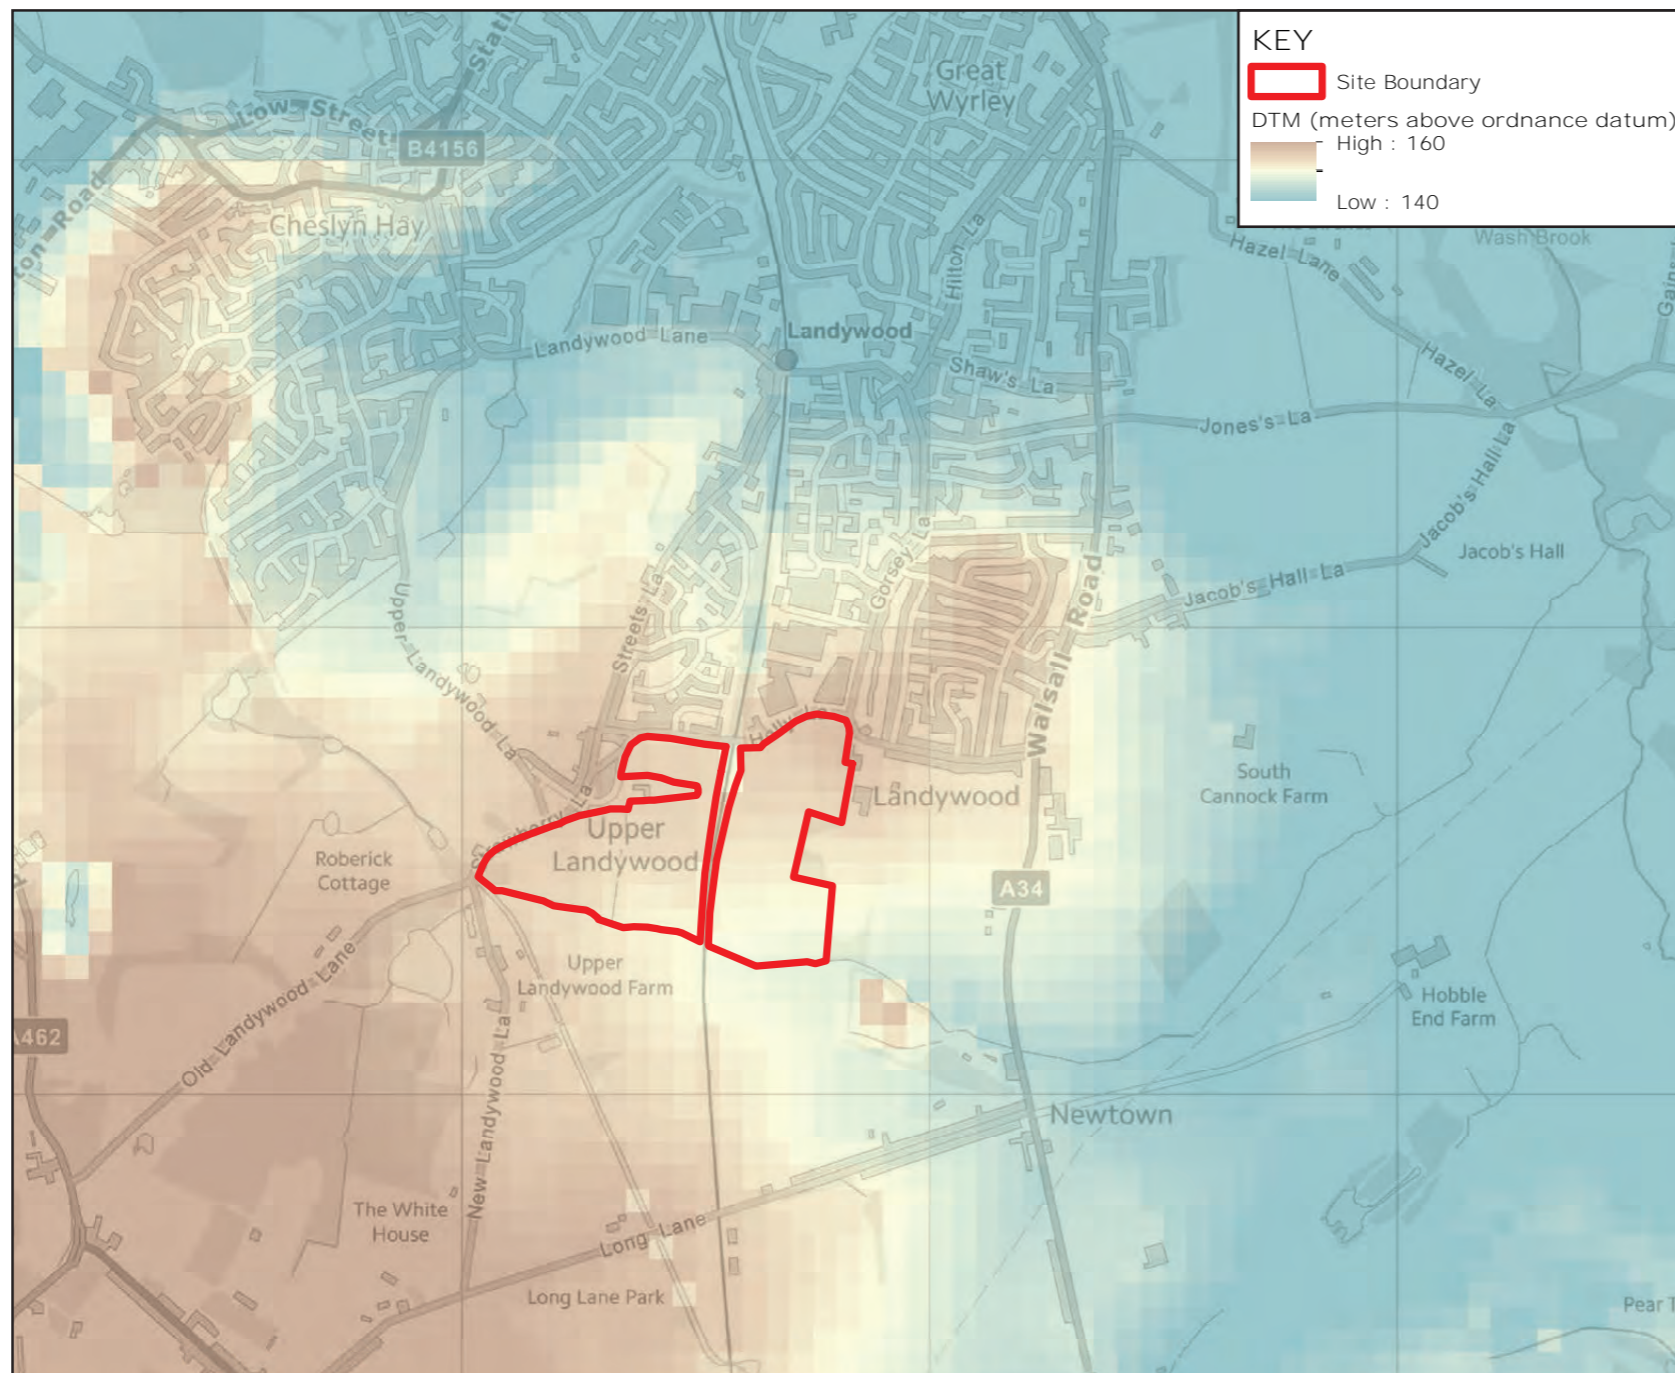 KEY
Site Boundary
DTM (meters above ordnance datum)
High : 160
Low : 140
Great
Wyrley
Low Street
B4156
Cheslyn Hay
Hilton La
Hazel Lane
Wash Brook
Landywood Lane
Landywood
Shaw's La
Hazel La
Jones's La
Jacob's Hall La
Jacob's Hall
Jacob's Hall La
Gorsey La
Streets La
Upper Landywood La
Walsall Road
Holly La
South
Cannock Farm
Landywood
Upper
Landywood
Roberick
Cottage
A34
Old Landywood Lane
Upper
Landywood Farm
Hobble
End Farm
New Landywood La
Newtown
The White
House
Long Lane
Long Lane Park